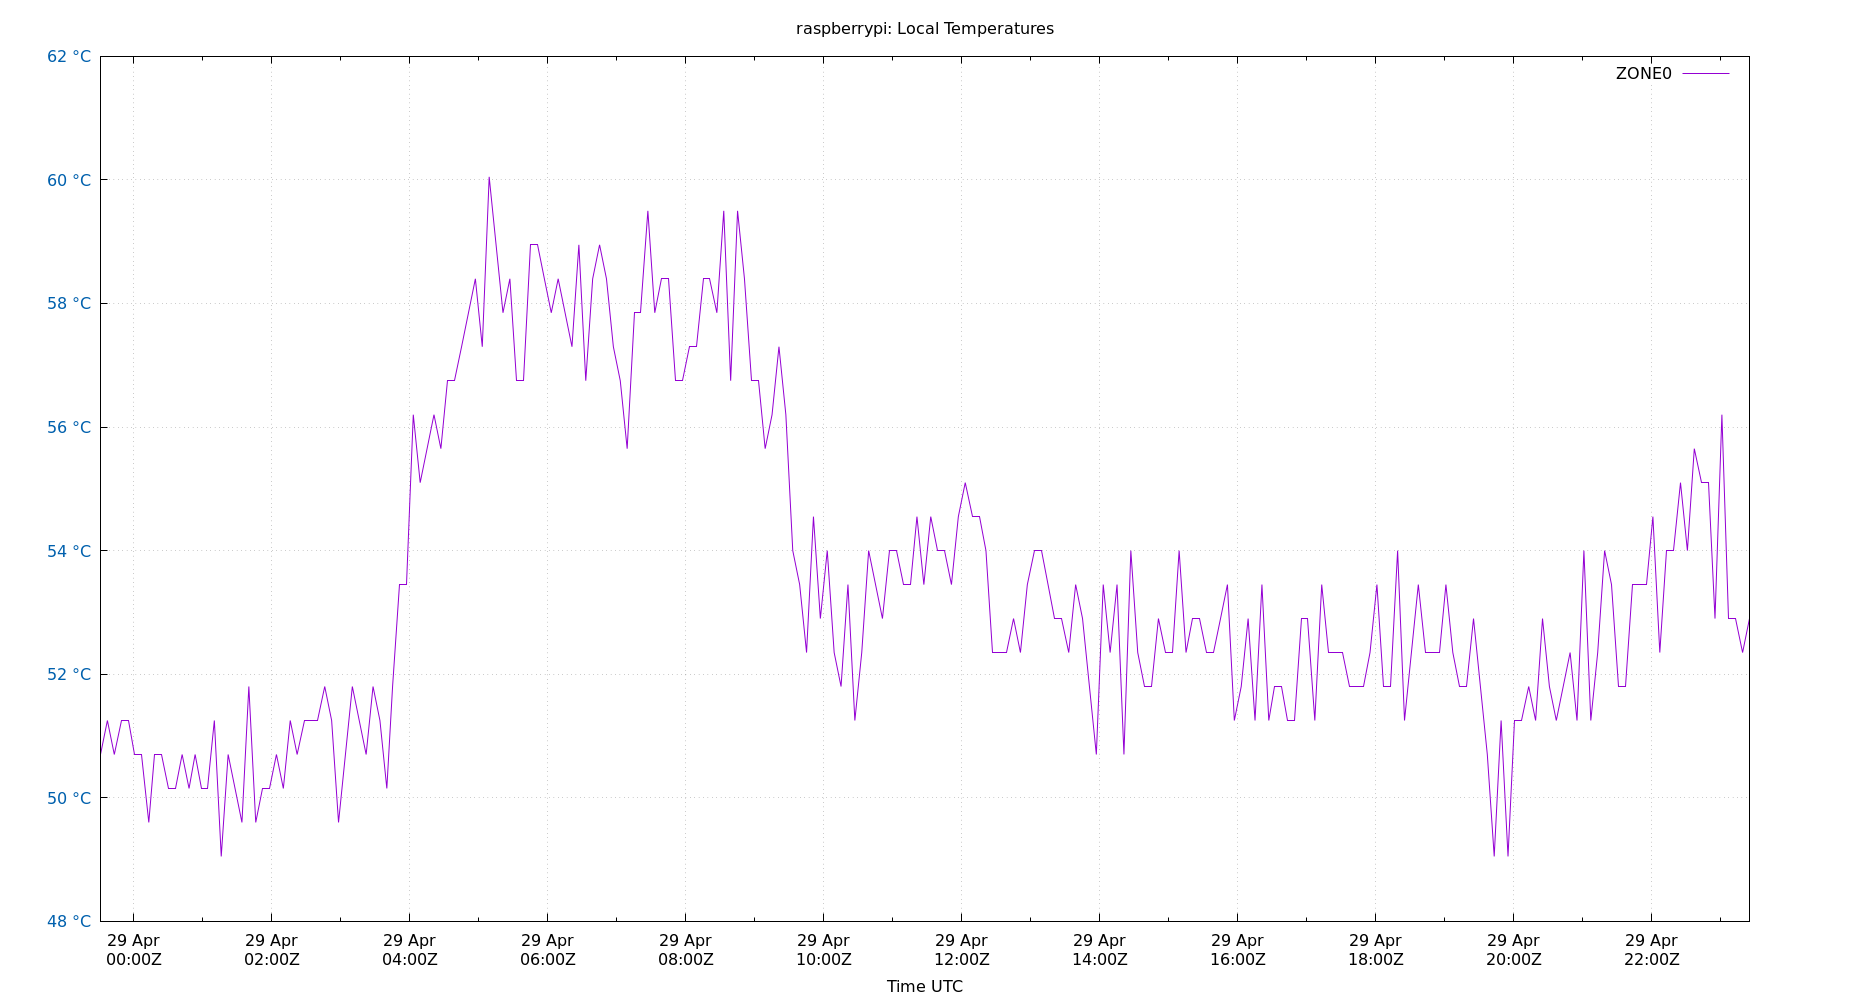 raspberrypi: Local Temperatures
62 °C
ZONE0
60 °C
58 °C
56 °C
54 °C
52 °C
50 °C
48 °C
29 Apr 29 Apr 29 Apr 29 Apr 29 Apr 29 Apr 29 Apr 29 Apr 29 Apr 29 Apr 29 Apr 29 Apr
00:00Z 02:00Z 04:00Z 06:00Z 08:00Z 10:00Z 12:00Z 14:00Z 16:00Z 18:00Z 20:00Z 22:00Z
Time UTC